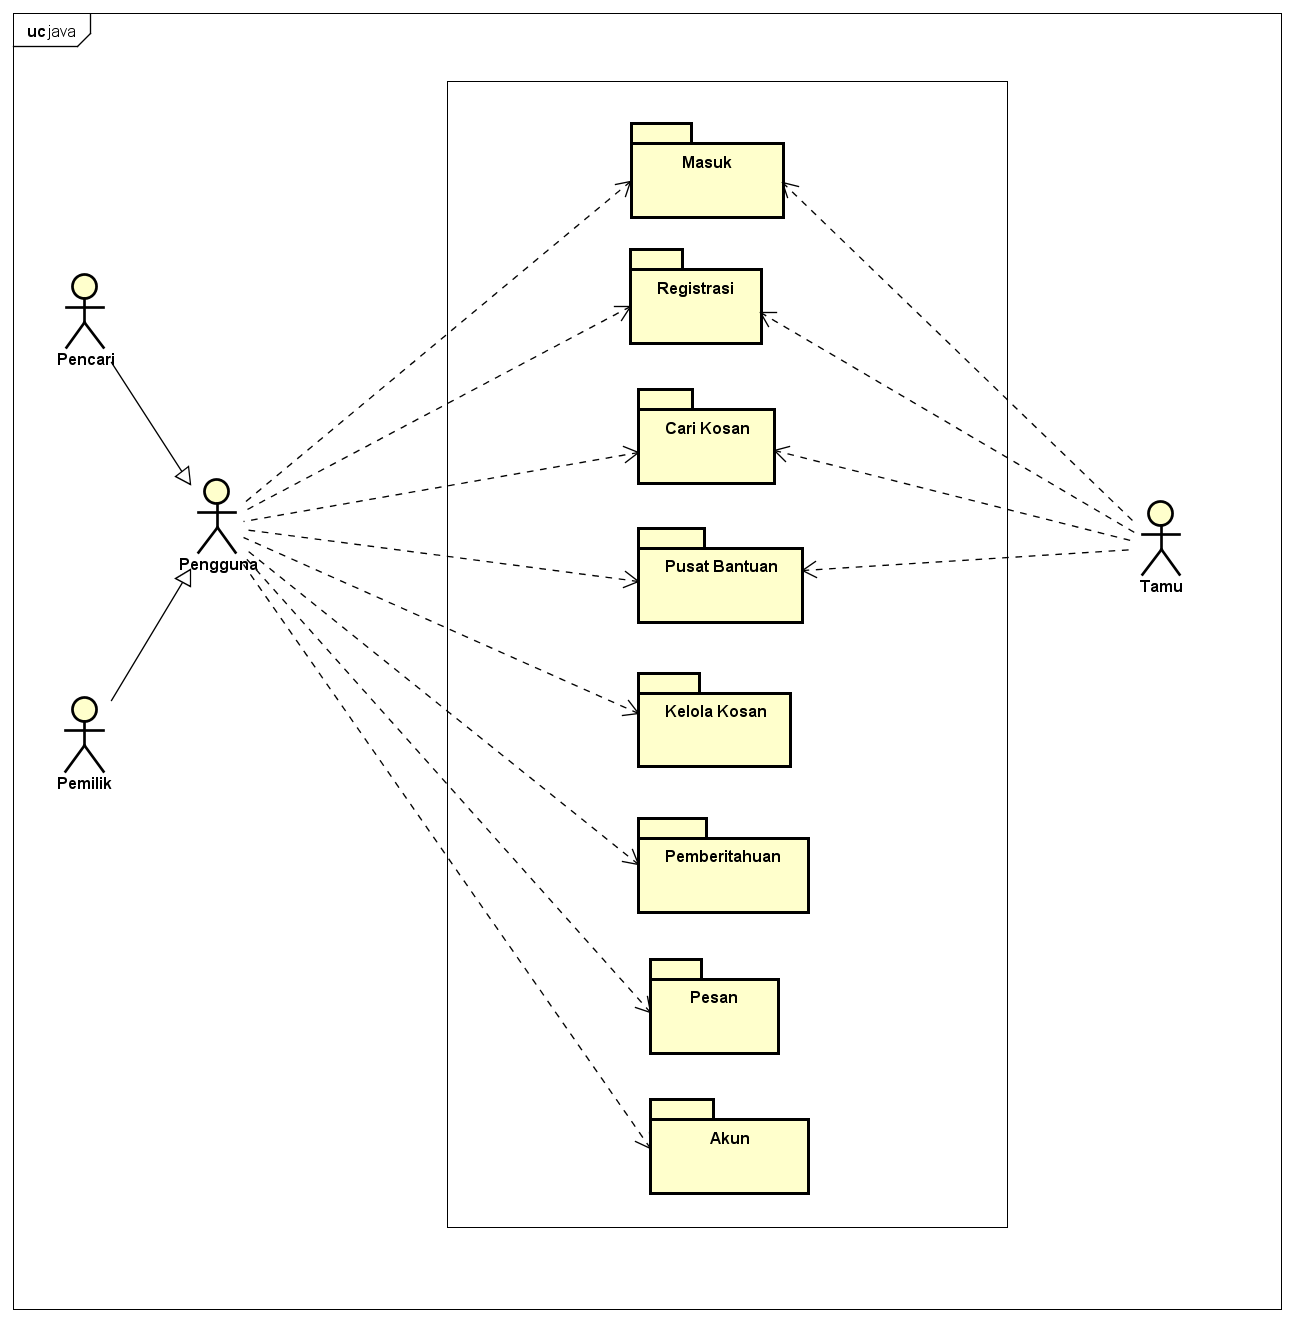 uc java
Masuk
Registrasi
Pencari
Cari Kosan
Pengguna
Pusat Bantuan
Tamu
Kelola Kosan
Pemilik
Pemberitahuan
Pesan
Akun